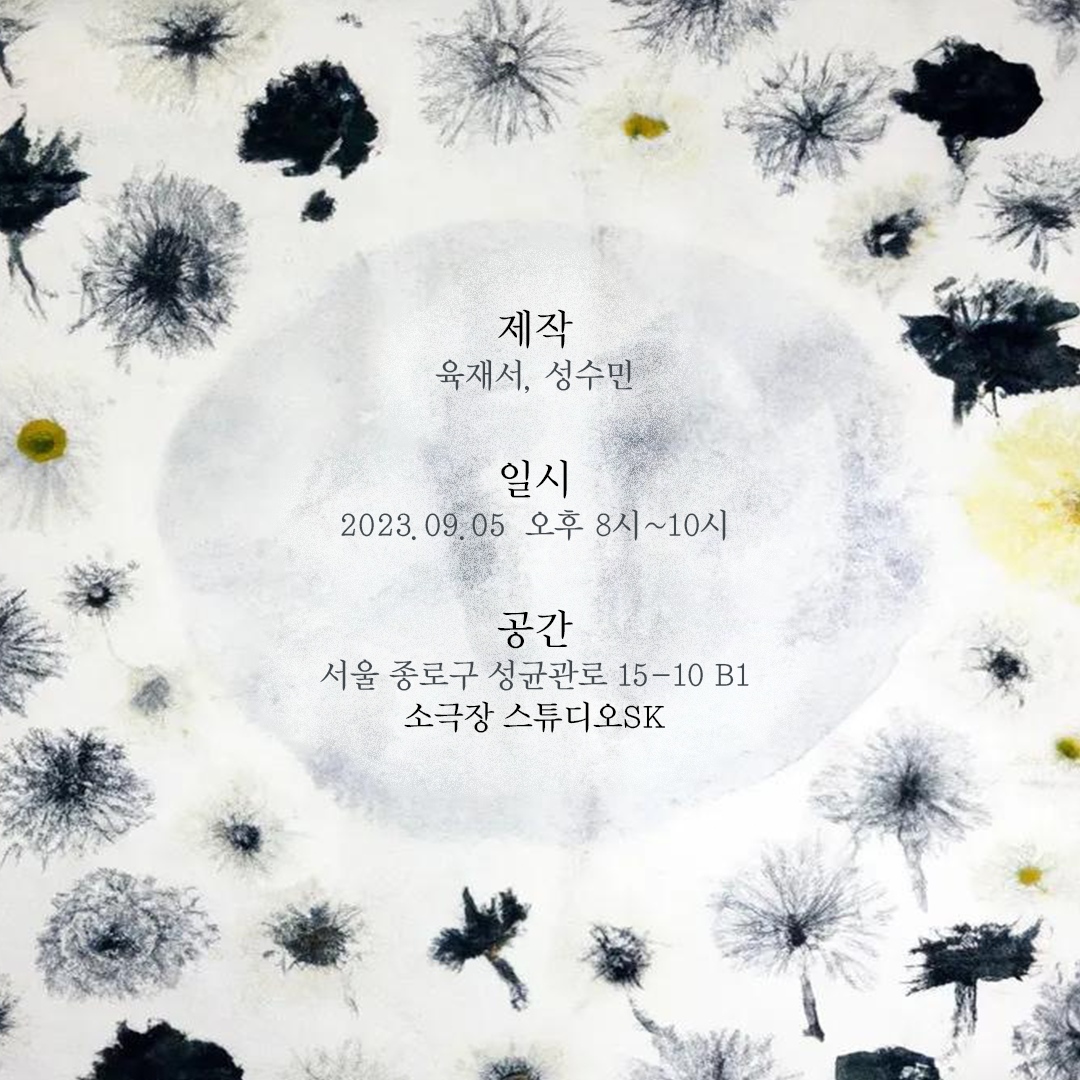 제작
육재서, 성수민
일시
2023.09.05 오후 8시~10시
공간
서울 종로구 성균관로 15-10 B1
소극장 스튜디오SK